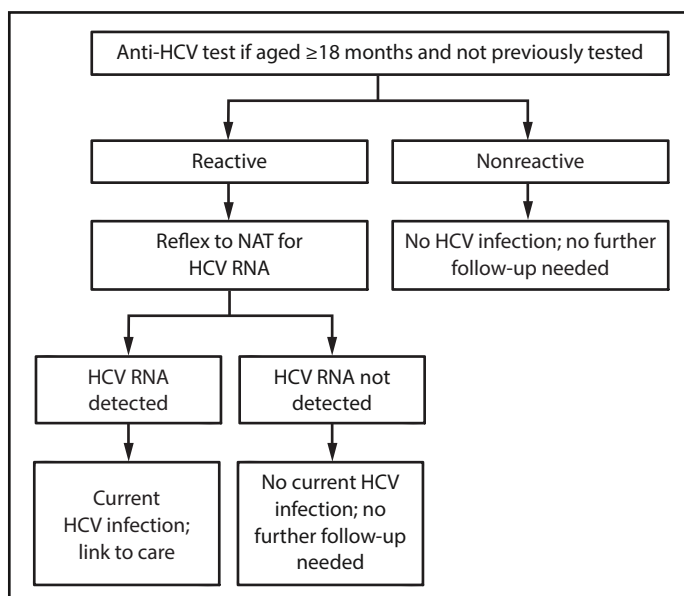 Anti-HCV test if aged ≥18 months and not previously tested
Reactive
Nonreactive
Reflex to NAT for
HCV RNA
No HCV infection; no further
follow-up needed
HCV RNA
detected
HCV RNA not
detected
Current
HCV infection;
link to care
No current HCV
infection; no
further follow-up
needed